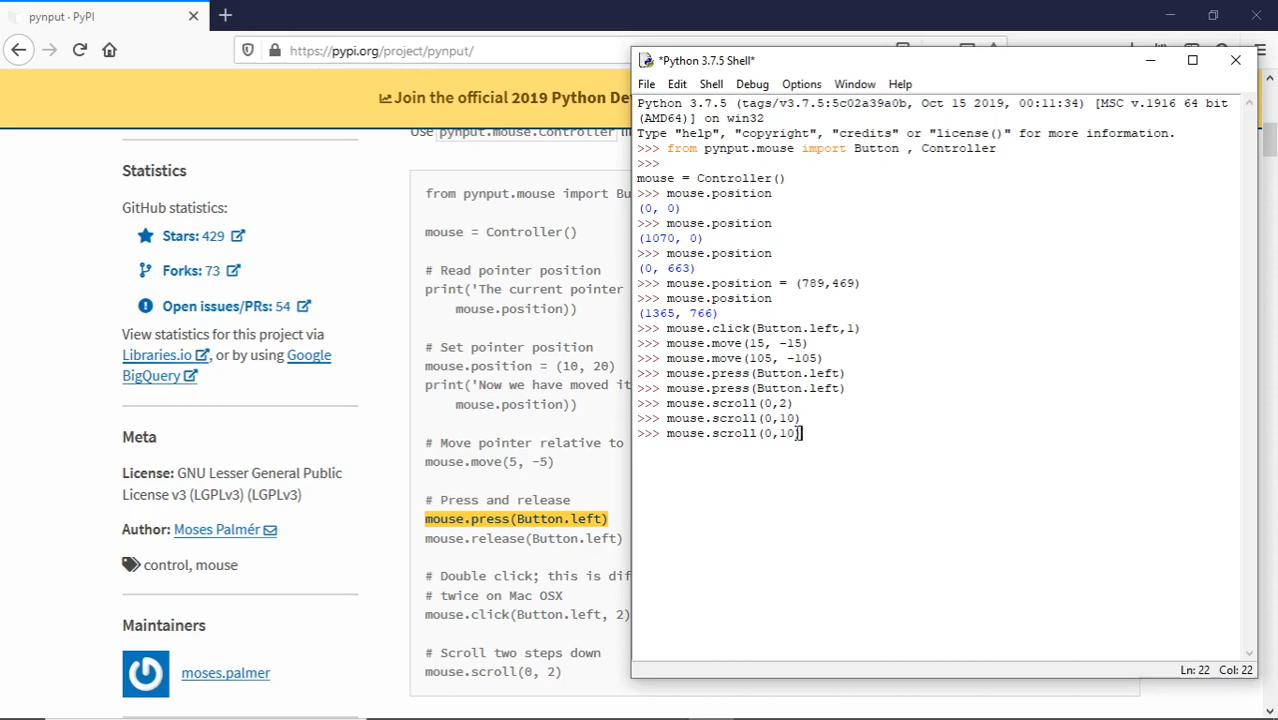 pynput · PyPI
https://pypi.org/project/pynput/
Join the official 2019 Python De
Use pynput.mouse.Controller
Statistics
GitHub statistics:
Stars: 429
Forks: 73
Open issues/PRs: 54
View statistics for this project via
Libraries.io, or by using Google
BigQuery
Meta
License: GNU Lesser General Public
License v3 (LGPLv3) (LGPLv3)
Author: Moses Palmér
control, mouse
Maintainers
moses.palmer
from pynput.mouse import Bu
mouse = Controller()
# Read pointer position
print('The current pointer
mouse.position))
# Set pointer position
mouse.position = (10, 20)
print('Now we have moved it
mouse.position))
# Move pointer relative to
mouse.move(5, -5)
# Press and release
mouse.press(Button.left)
mouse.release(Button.left)
# Double click; this is dif
# twice on Mac OSX
mouse.click(Button.left, 2)
# Scroll two steps down
mouse.scroll(0, 2)
*Python 3.7.5 Shell*
File Edit Shell Debug Options Window Help
Python 3.7.5 (tags/v3.7.5:5c02a39a0b, Oct 15 2019, 00:11:34) [MSC v.1916 64 bit
(AMD64)] on win32
Type "help", "copyright", "credits" or "license()" for more information.
>>> from pynput.mouse import Button , Controller
>>>
mouse = Controller()
>>> mouse.position
(0, 0)
>>> mouse.position
(1070, 0)
>>> mouse.position
(0, 663)
>>> mouse.position = (789,469)
>>> mouse.position
(1365, 766)
>>> mouse.click(Button.left,1)
>>> mouse.move(15, -15)
>>> mouse.move(105, -105)
>>> mouse.press(Button.left)
>>> mouse.press(Button.left)
>>> mouse.scroll(0,2)
>>> mouse.scroll(0,10)
>>> mouse.scroll(0,10)
Ln: 22 Col: 22